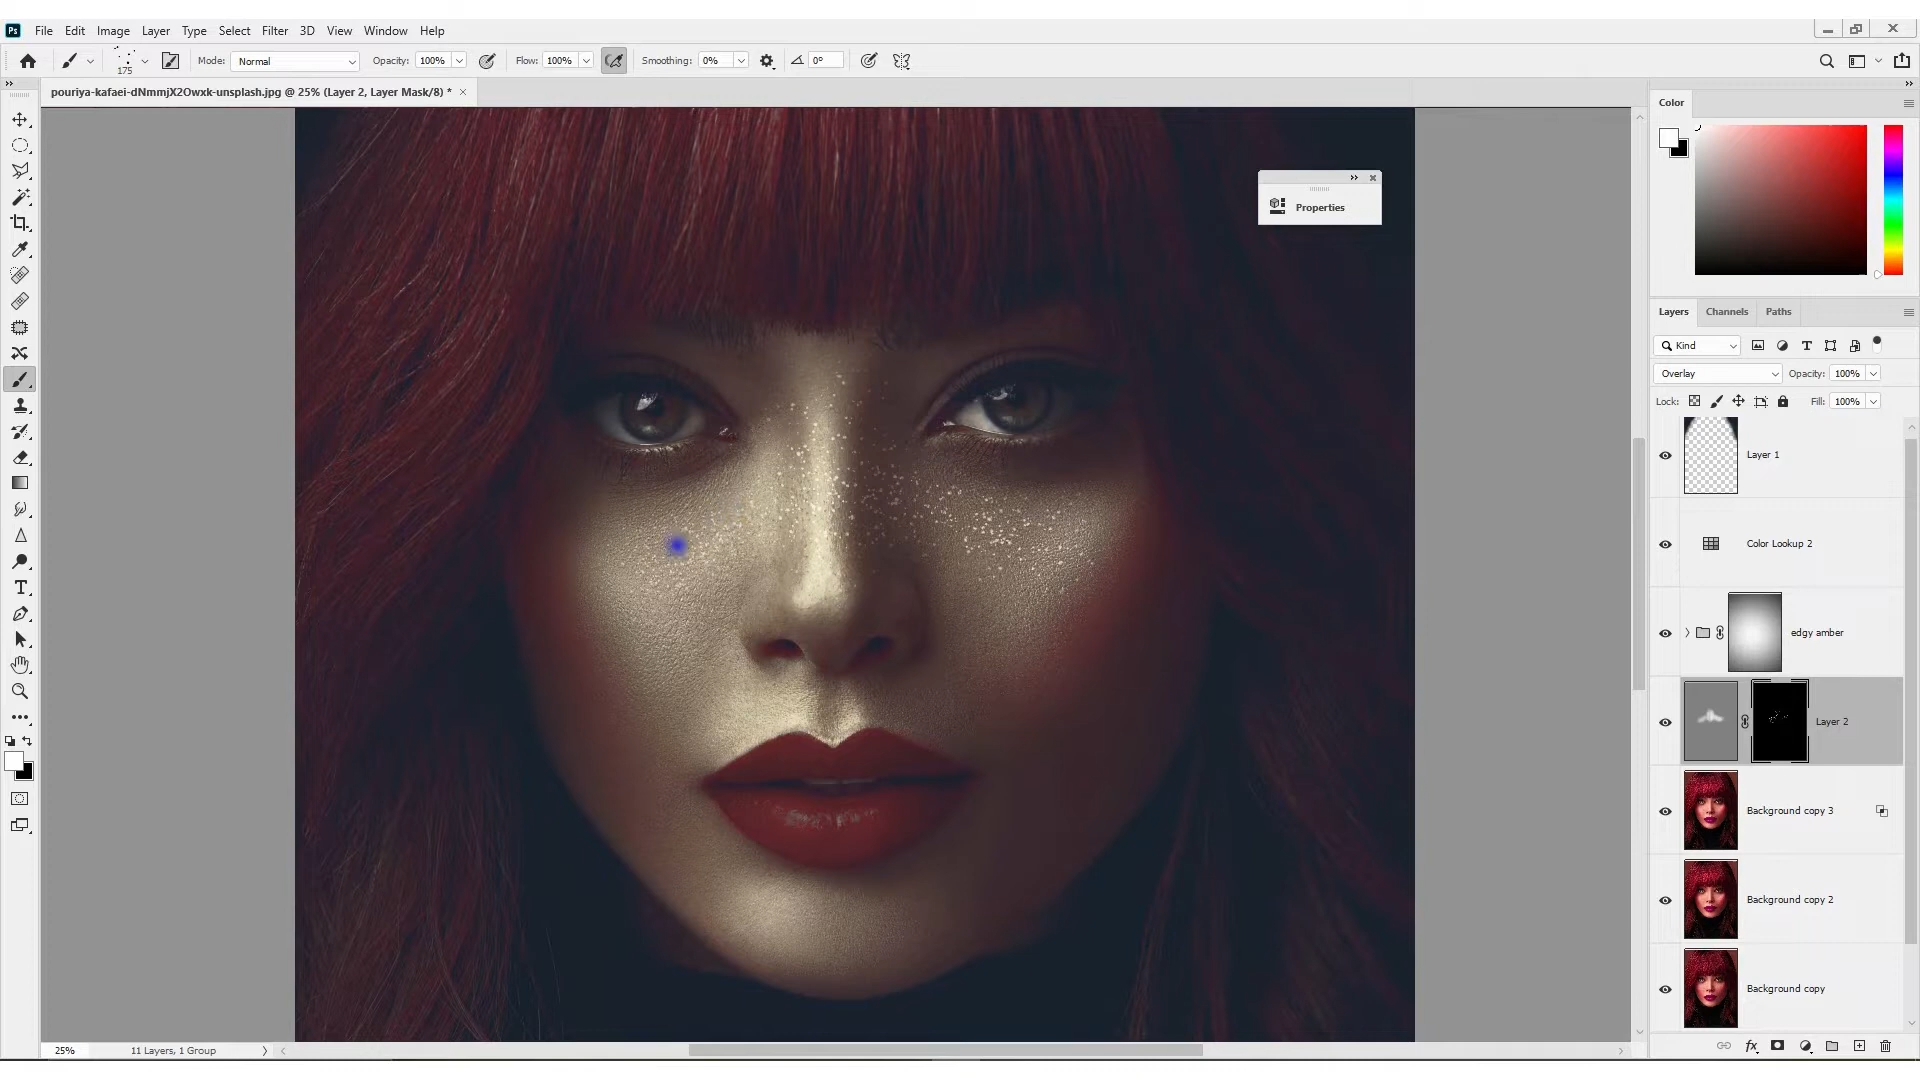 Ps File Edit Image Layer Type Select Filter 3D View Window Help
175 Mode: Normal Opacity: 100% Flow: 100% Smoothing: 0% 0°
pouriya-kafaei-dNmmjX2Owxk-unsplash.jpg @ 25% (Layer 2, Layer Mask/8) *
Color
Properties
Layers Channels Paths
Kind
Overlay Opacity: 100%
Lock: Fill: 100%
Layer 1
Color Lookup 2
edgy amber
Layer 2
Background copy 3
Background copy 2
Background copy
25% 11 Layers, 1 Group